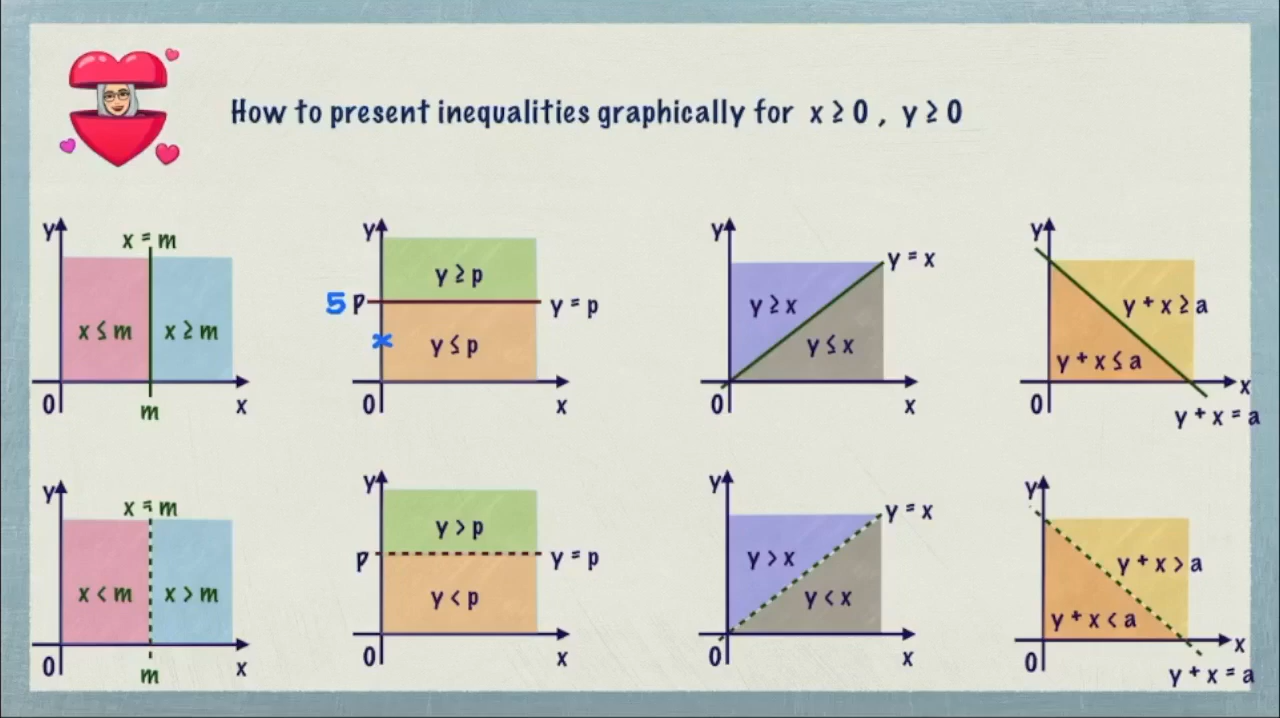 How to present inequalities graphically for x ≥ 0 , y ≥ 0
y
x = m
x ≤ m
x ≥ m
0
m
x
y
y ≥ p
5 p
y = p
y ≤ p
0
x
y
y = x
y ≥ x
y ≤ x
0
x
y
y + x ≥ a
y + x ≤ a
0
x
y + x = a
y
x = m
x < m
x > m
0
m
x
y
y > p
p
y = p
y < p
0
x
y
y = x
y > x
y < x
0
x
y
y + x > a
y + x < a
0
x
y + x = a